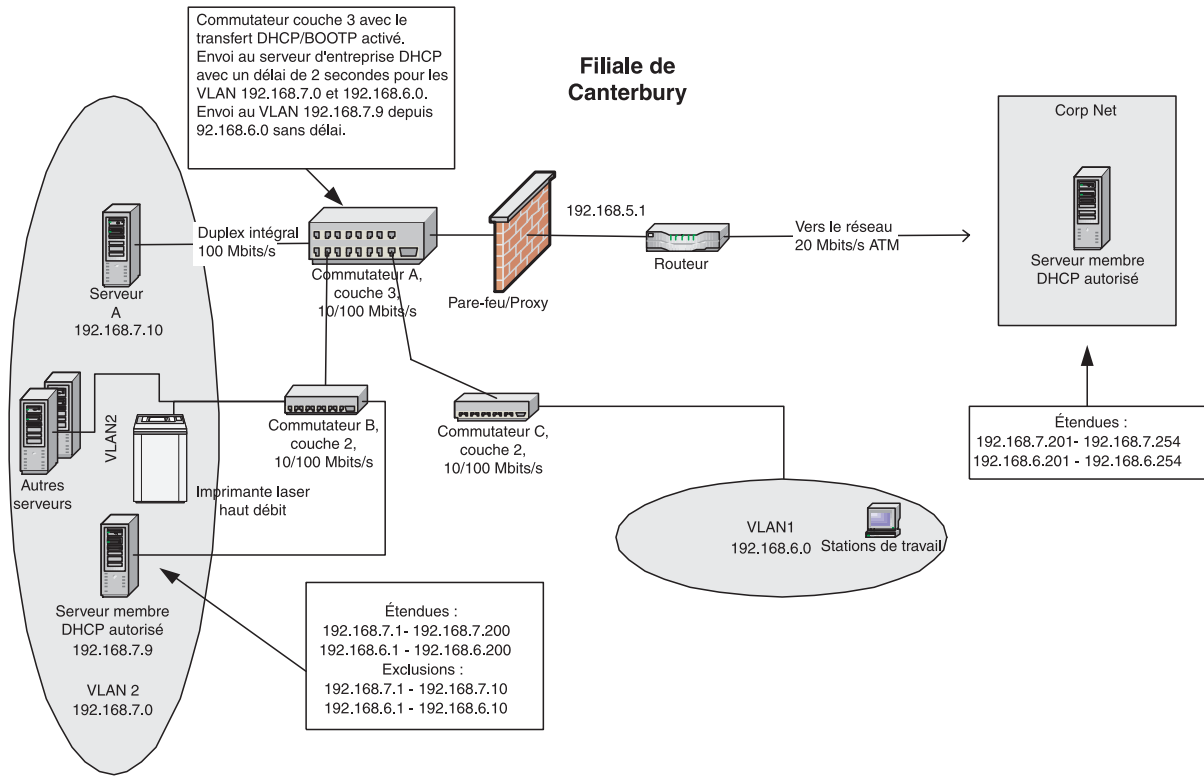 Commutateur couche 3 avec le
transfert DHCP/BOOTP activé.
Envoi au serveur d'entreprise DHCP
avec un délai de 2 secondes pour les
VLAN 192.168.7.0 et 192.168.6.0.
Envoi au VLAN 192.168.7.9 depuis
92.168.6.0 sans délai.
Filiale de
Canterbury
Corp Net
Serveur membre
DHCP autorisé
Duplex intégral
100 Mbits/s
Commutateur A,
couche 3,
10/100 Mbits/s
Pare-feu/Proxy
192.168.5.1
Routeur
Vers le réseau
20 Mbits/s ATM
Serveur
A
192.168.7.10
VLAN2
Autres
serveurs
Imprimante laser
haut débit
Commutateur B,
couche 2,
10/100 Mbits/s
Commutateur C,
couche 2,
10/100 Mbits/s
Étendues :
192.168.7.201- 192.168.7.254
192.168.6.201 - 192.168.6.254
VLAN1
192.168.6.0
Stations de travail
Serveur membre
DHCP autorisé
192.168.7.9
VLAN 2
192.168.7.0
Étendues :
192.168.7.1- 192.168.7.200
192.168.6.1 - 192.168.6.200
Exclusions :
192.168.7.1 - 192.168.7.10
192.168.6.1 - 192.168.6.10